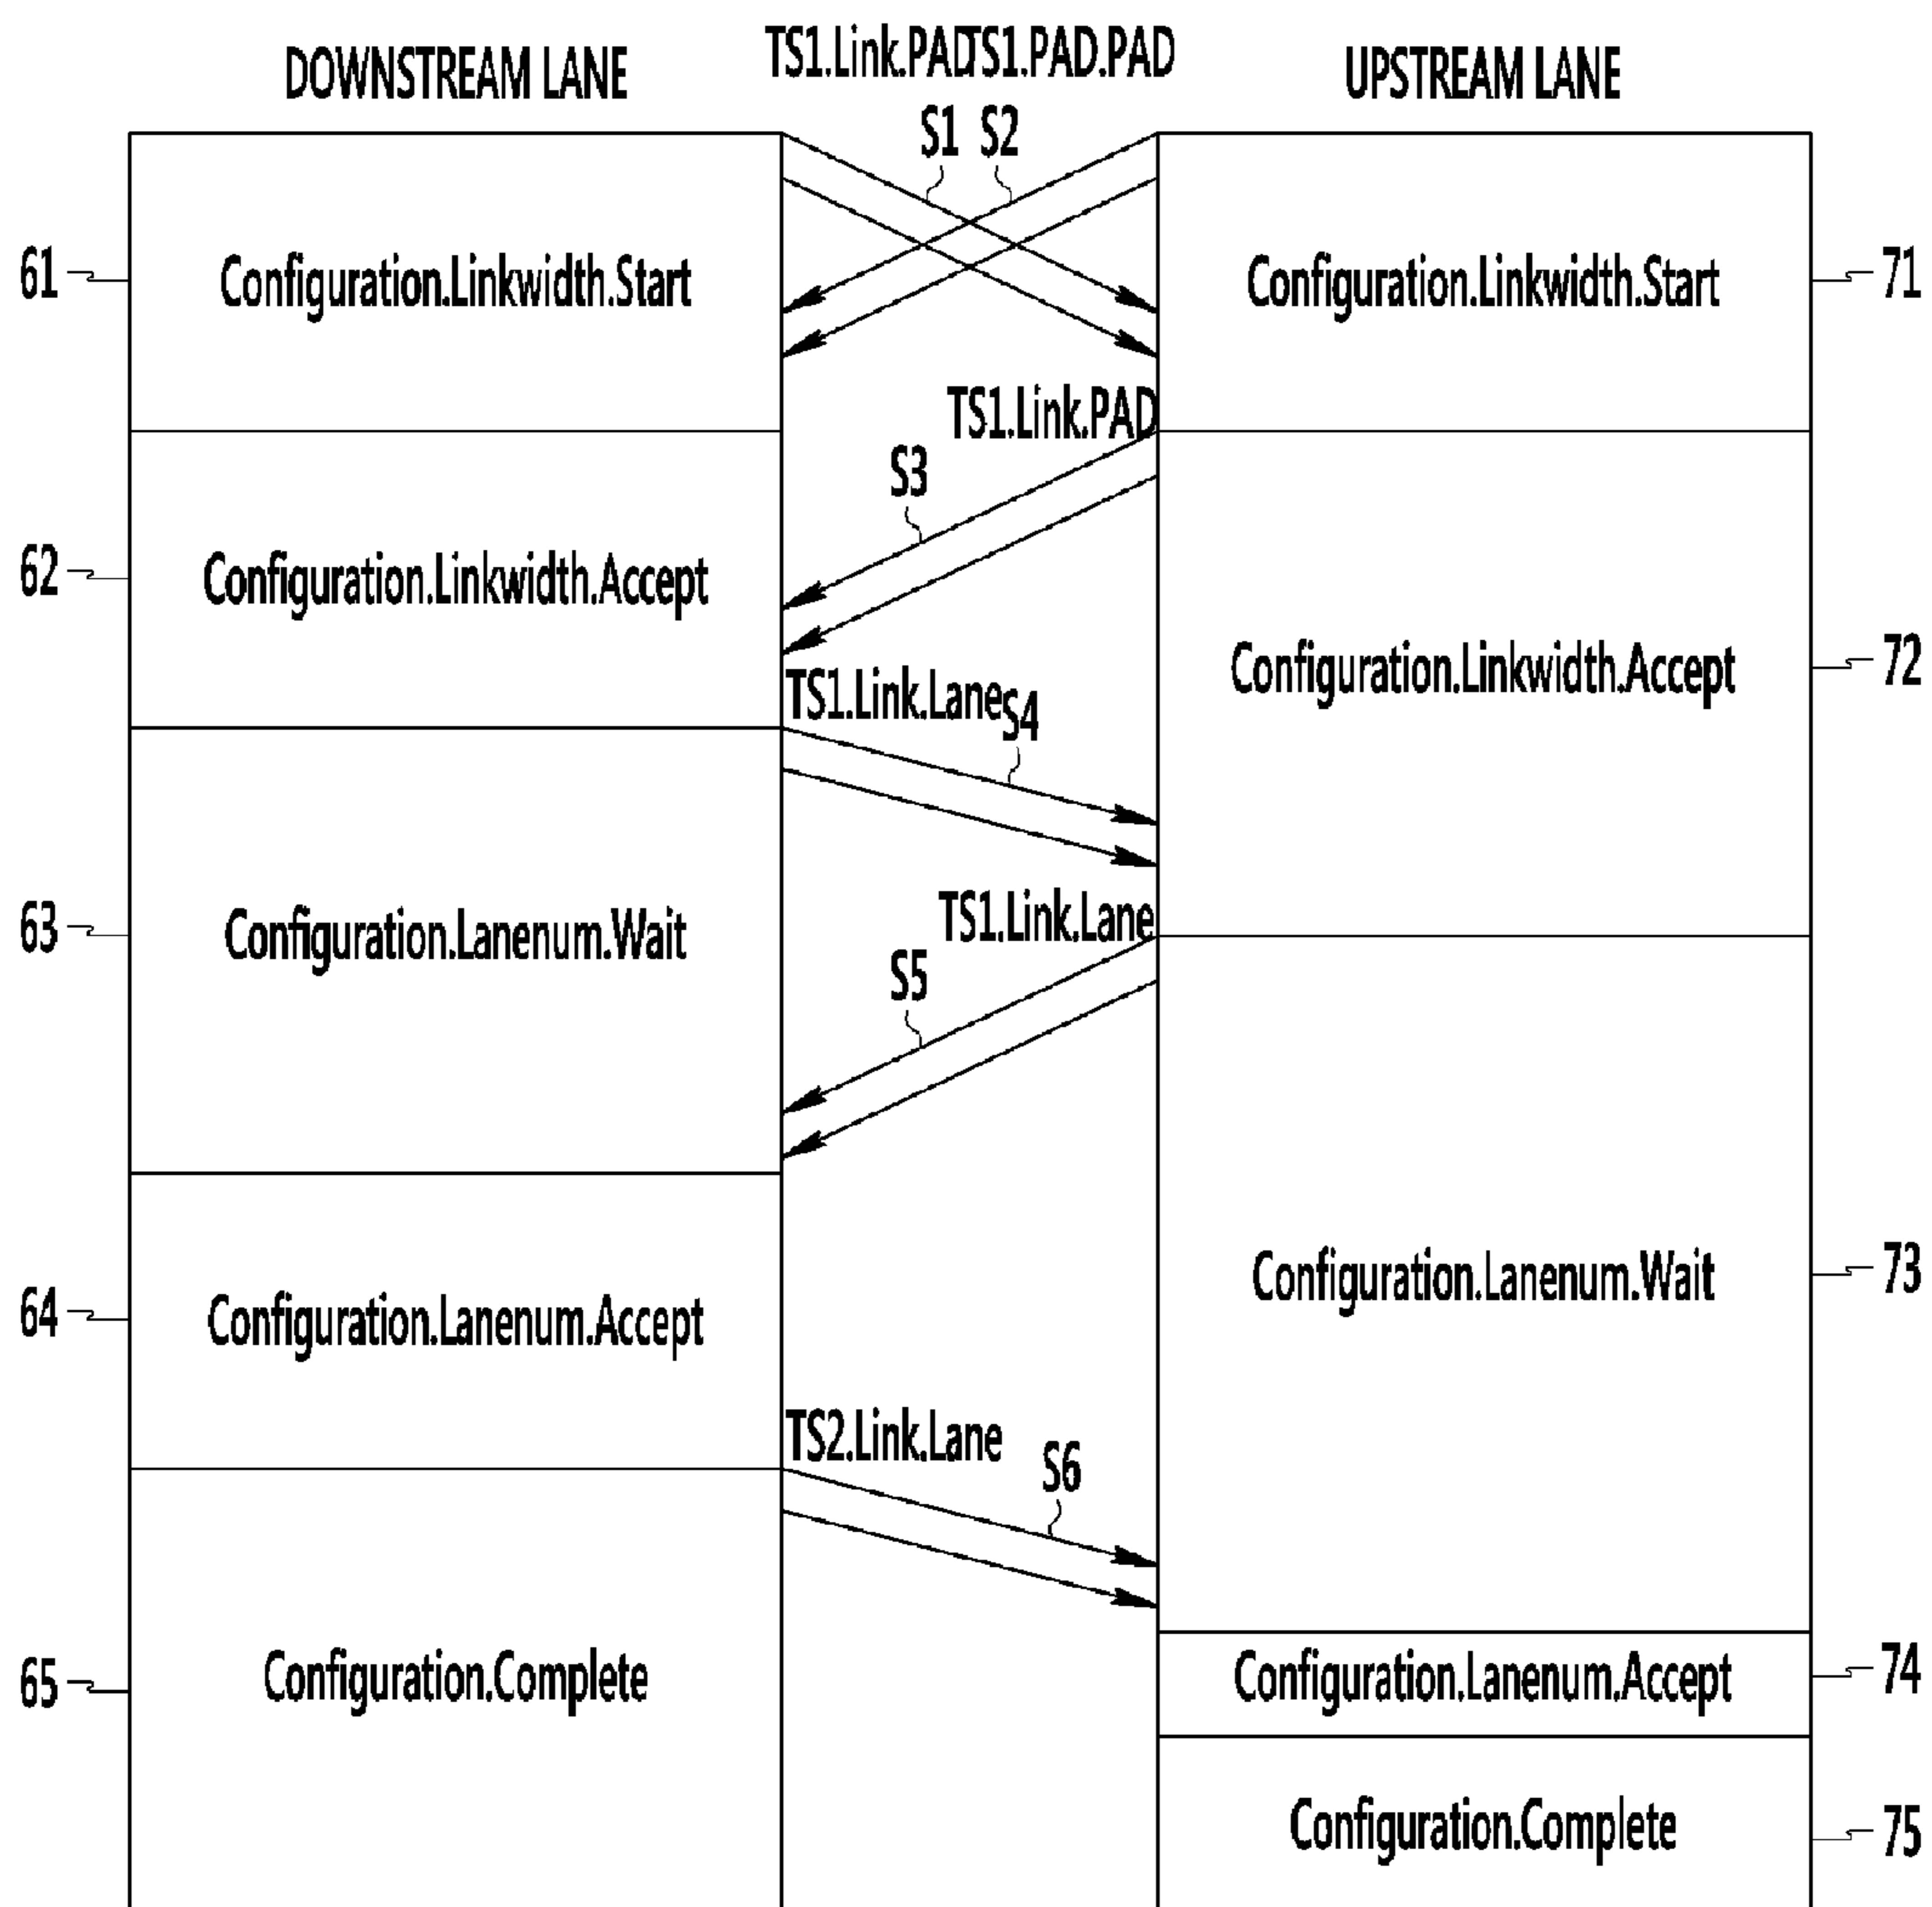 DOWNSTREAM LANE
TS1.Link.PAD
TS1.PAD.PAD
UPSTREAM LANE
S1
S2
61
Configuration.Linkwidth.Start
Configuration.Linkwidth.Start
71
TS1.Link.PAD
S3
62
Configuration.Linkwidth.Accept
Configuration.Linkwidth.Accept
72
TS1.Link.Lane
S4
63
Configuration.Lanenum.Wait
TS1.Link.Lane
S5
Configuration.Lanenum.Wait
73
64
Configuration.Lanenum.Accept
TS2.Link.Lane
S6
65
Configuration.Complete
Configuration.Lanenum.Accept
74
Configuration.Complete
75